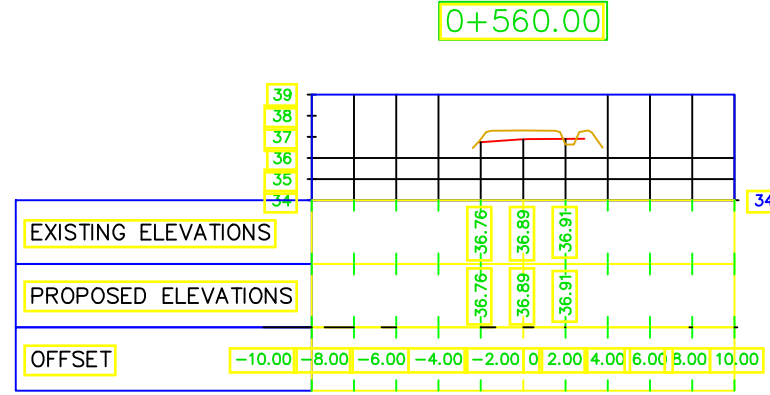 0+560.00
39
38
37
36
35
34 34
EXISTING ELEVATIONS 36.76 36.89 36.91
PROPOSED ELEVATIONS 36.76 36.89 36.91
OFFSET -10.00 -8.00 -6.00 -4.00 -2.00 0 2.00 4.00 6.00 8.00 10.00